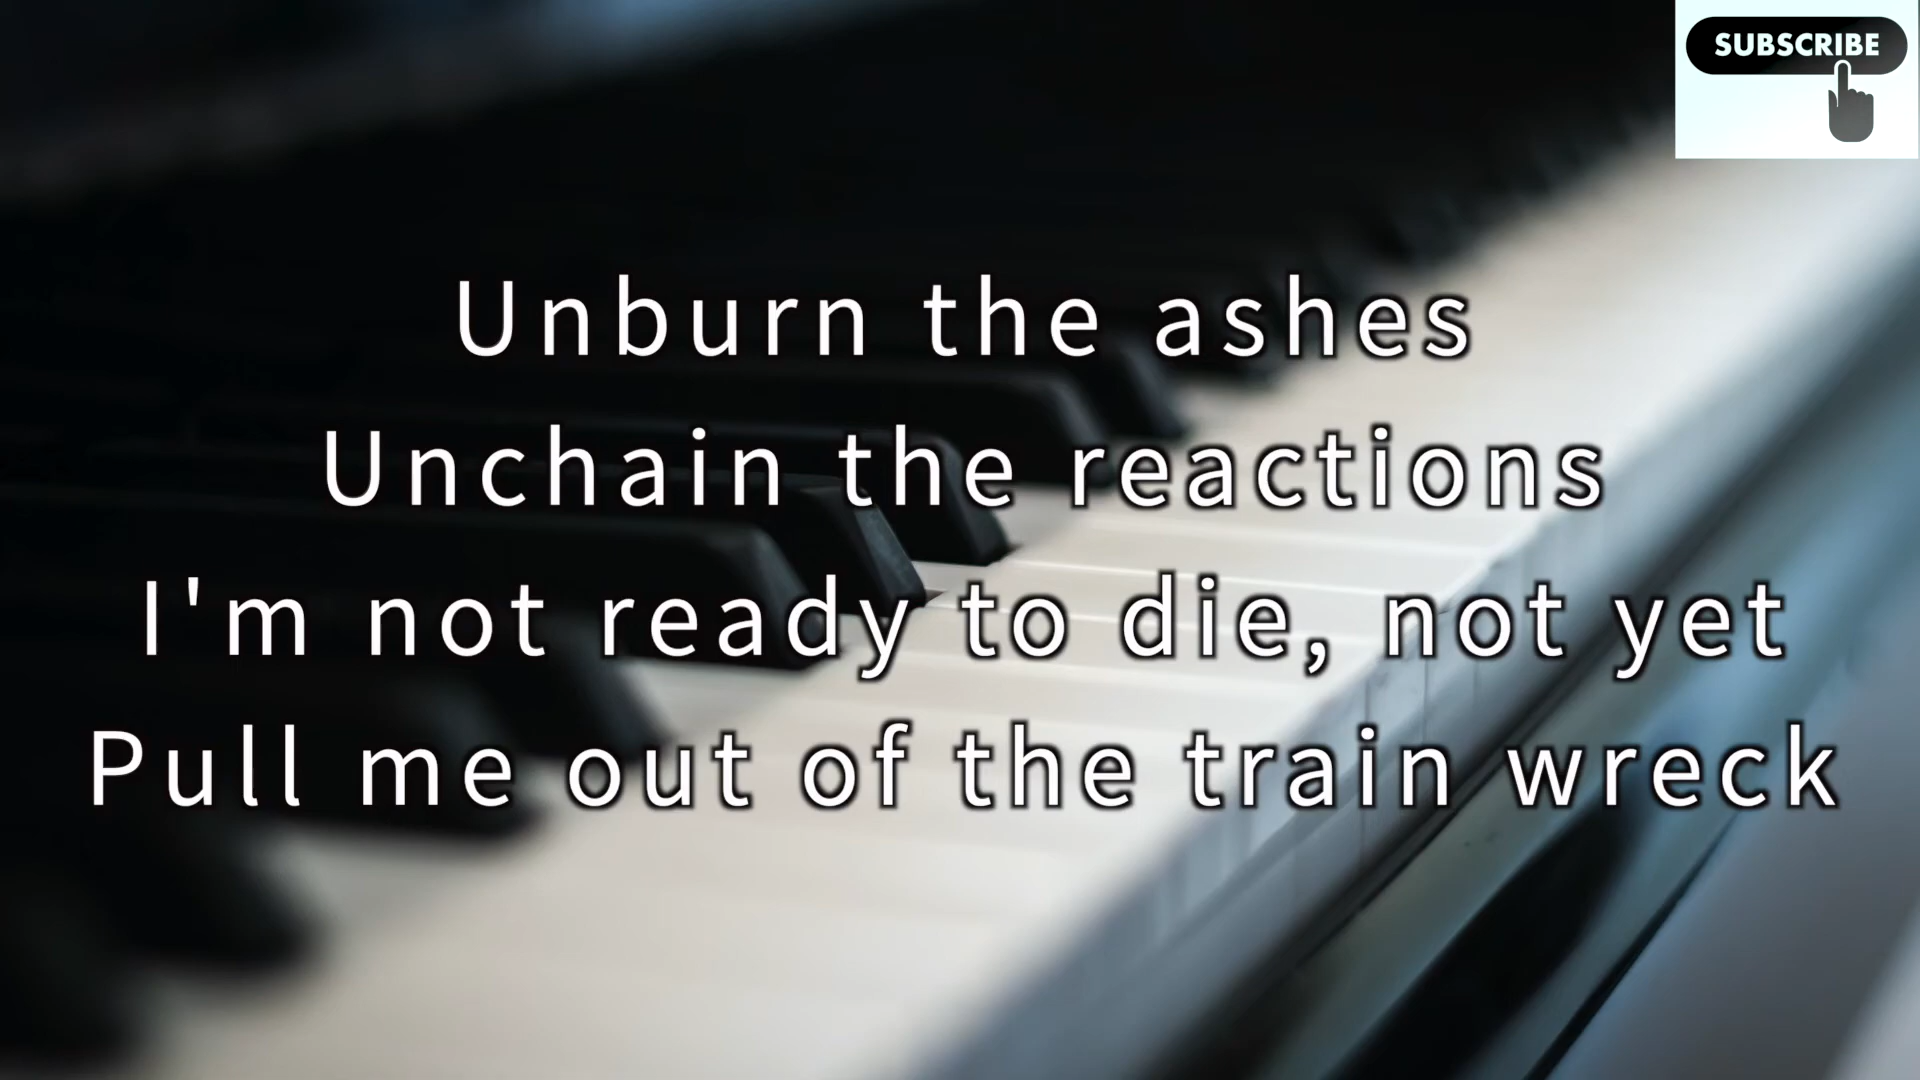 SUBSCRIBE
Unburn the ashes
Unchain the reactions
I'm not ready to die, not yet
Pull me out of the train wreck